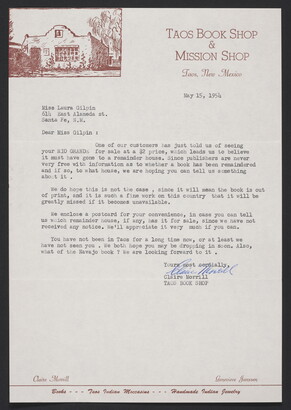 TAOS BOOK SHOP
&
MISSION SHOP
Taos, New Mexico
May 18, 1954
Miss Laura Gilpin
614 East Alameda st.
Santa Fe, N.M.
Dear Miss Gilpin :
One of our customers has just told us of seeing
your RIO GRANDE for sale at a $2 price, which leads us to believe
it must have gone to a remainder house. Since publishers are never
very free with information as to whether a book has been remaindered
and if so, to what house, we are hoping you can tell us something
about it .
We do hope this is not the case , since it will mean the book is out
of print, and it is such a fine work on this country that it will be
greatly missed if it becomes unavailable.
We enclose a postcard for your convenience, in case you can tell
us which remainder house, if any, has it for sale, since we have not
received any notice. We'll appreciate it very much if you can.
You have not been in Taos for a long time now, or at least we
have not seen you . We both hope you may be dropping in soon. Also,
what of the Navajo book ? We are looking forward to it .
Yours most cordially,
Claire Morrill
Claire Morrill
TAOS BOOK SHOP
Claire Morrill
Genevieve Janssen
Books - - - Taos Indian Moccasins - - - Handmade Indian Jewelry